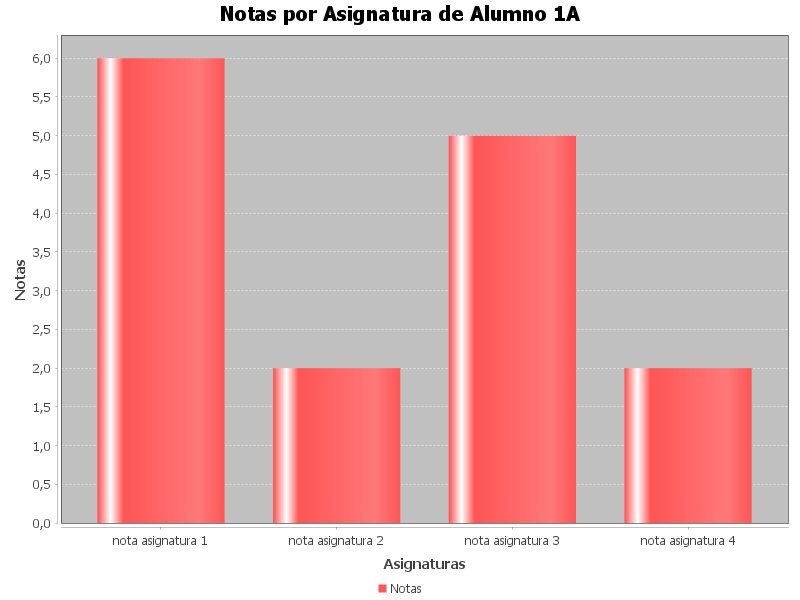 Notas por Asignatura de Alumno 1A
Notas
6,0
5,5
5,0
4,5
4,0
3,5
3,0
2,5
2,0
1,5
1,0
0,5
0,0
nota asignatura 1
nota asignatura 2
nota asignatura 3
nota asignatura 4
Asignaturas
Notas